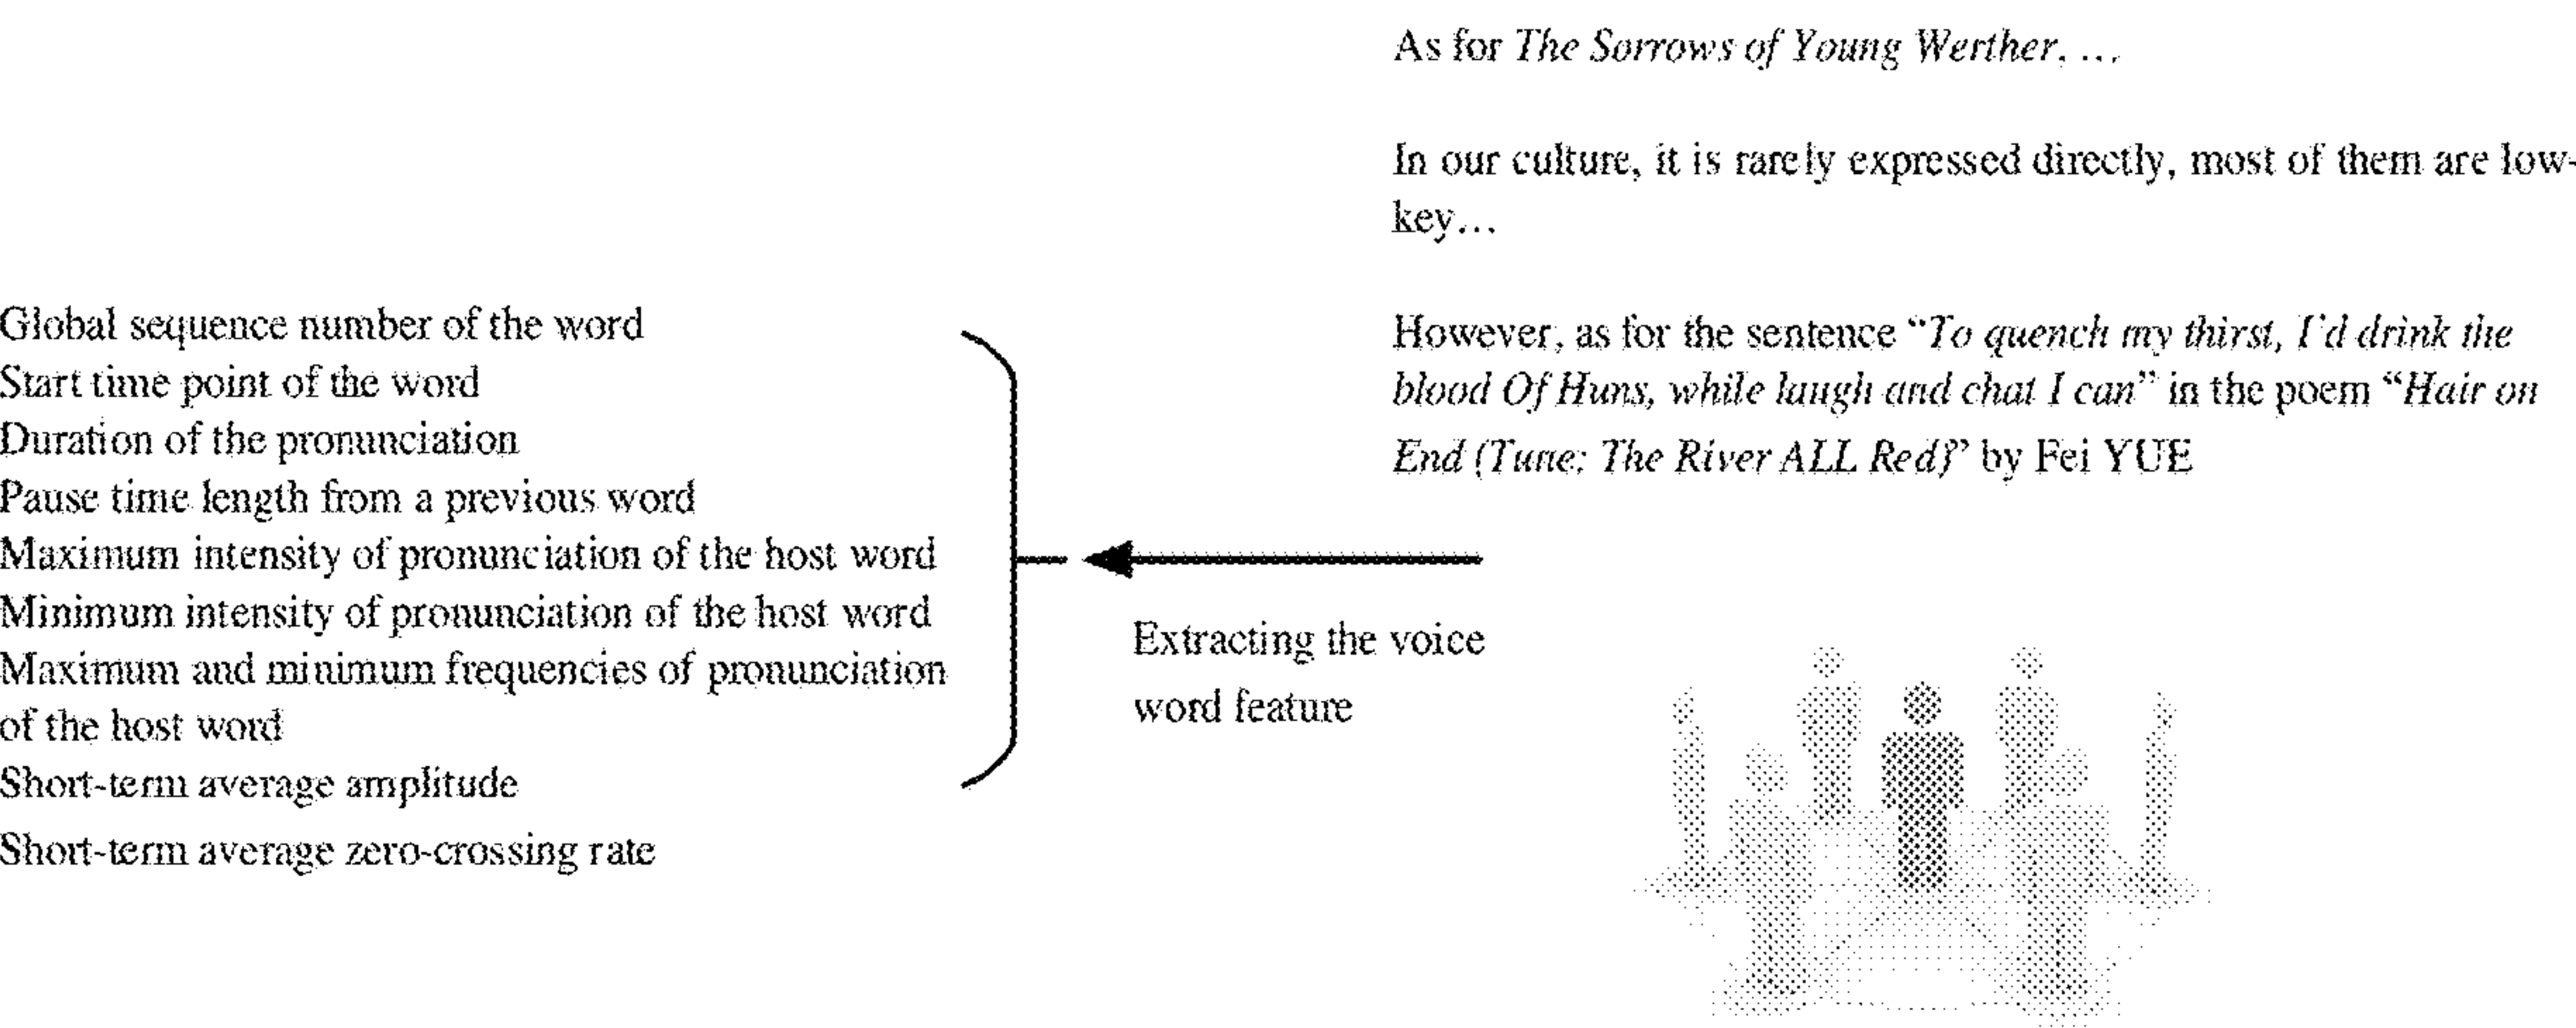 As for The Sorrows of Young Werther, …
In our culture, it is rarely expressed directly, most of them are low-
key…
However, as for the sentence “To quench my thirst, I’d drink the
blood Of Huns, while laugh and chat I can” in the poem “Hair on
End (Tune: The River ALL Red)” by Fei YUE
Global sequence number of the word
Start time point of the word
Duration of the pronunciation
Pause time length from a previous word
Maximum intensity of pronunciation of the host word
Minimum intensity of pronunciation of the host word
Maximum and minimum frequencies of pronunciation
of the host word
Short-term average amplitude
Short-term average zero-crossing rate
Extracting the voice
word feature